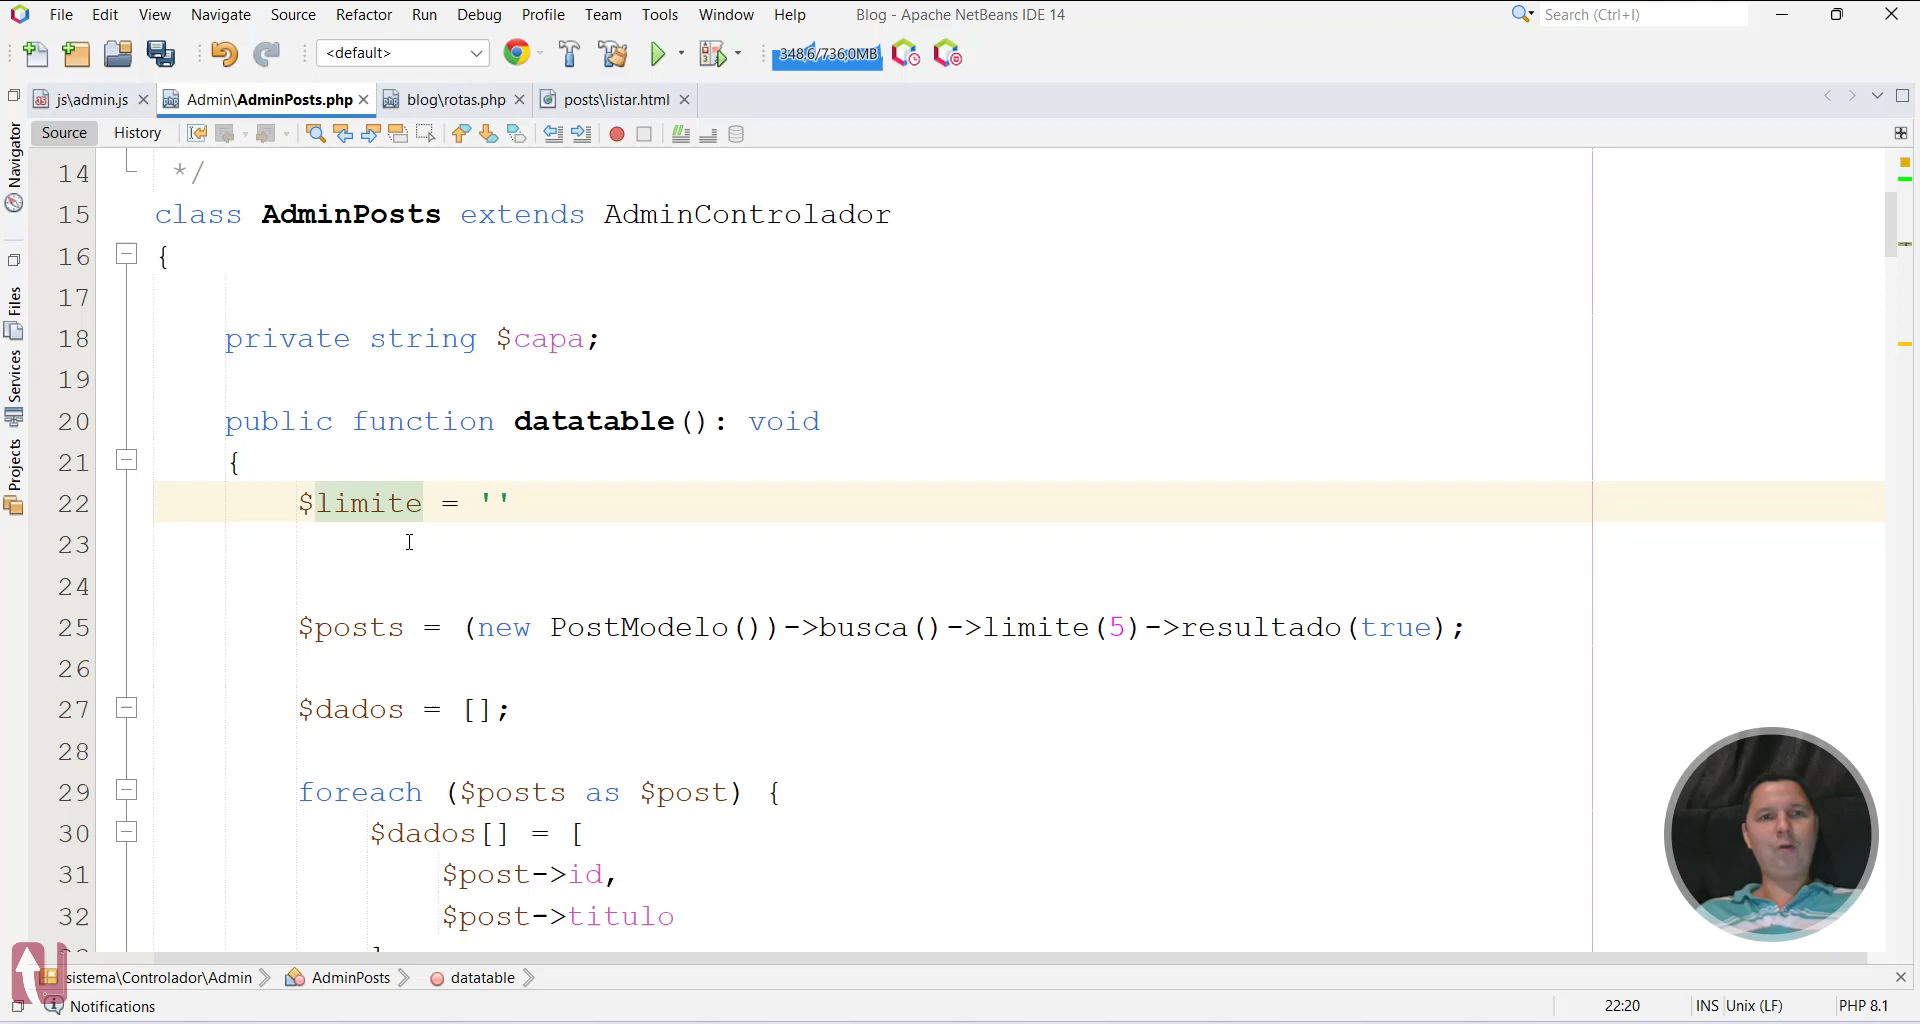 File Edit View Navigate Source Refactor Run Debug Profile Team Tools Window Help Blog - Apache NetBeans IDE 14 Search (Ctrl+I)
<default> 348,6/736,0MB
js\admin.js Admin\AdminPosts.php blog\rotas.php posts\listar.html
Source History
Navigator
Files
Services
Projects
14 */
15 class AdminPosts extends AdminControlador
16 {
17
18 private string $capa;
19
20 public function datatable(): void
21 {
22 $limite = ''
23
24
25 $posts = (new PostModelo())->busca()->limite(5)->resultado(true);
26
27 $dados = [];
28
29 foreach ($posts as $post) {
30 $dados[] = [
31 $post->id,
32 $post->titulo
sistema\Controlador\Admin AdminPosts datatable
Notifications 22:20 INS Unix (LF) PHP 8.1